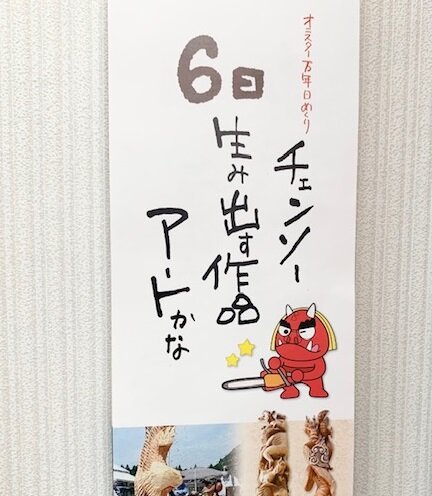 オラスター万年日めくり
6日
チェンソー
生み出す作品
アートかな